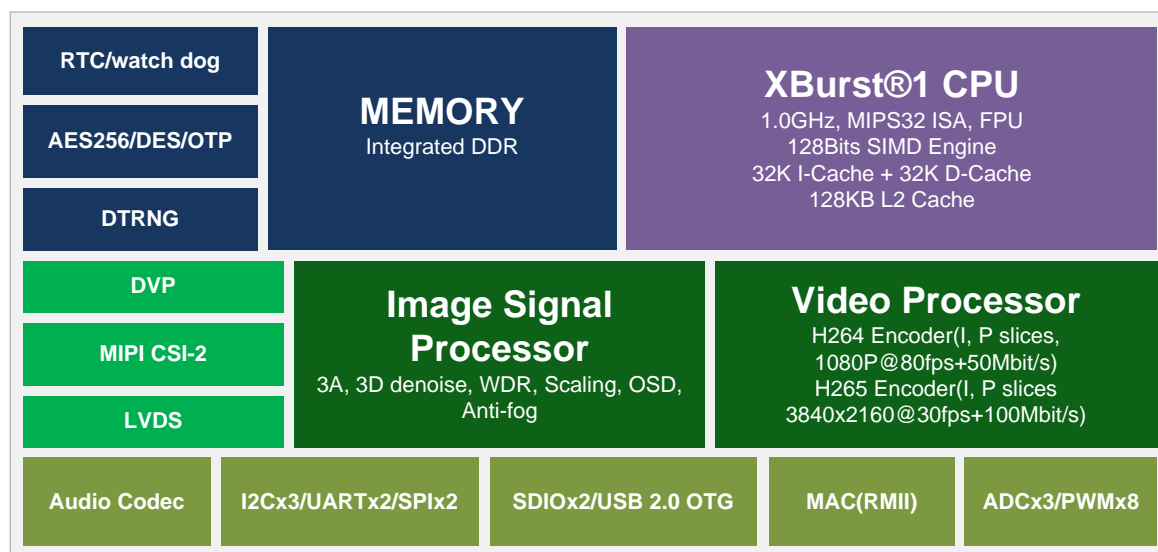 RTC/watch dog
AES256/DES/OTP
DTRNG
MEMORY
Integrated DDR
XBurst®1 CPU
1.0GHz, MIPS32 ISA, FPU
128Bits SIMD Engine
32K I-Cache + 32K D-Cache
128KB L2 Cache
DVP
MIPI CSI-2
LVDS
Image Signal
Processor
3A, 3D denoise, WDR, Scaling, OSD,
Anti-fog
Video Processor
H264 Encoder(I, P slices,
1080P@80fps+50Mbit/s)
H265 Encoder(I, P slices
3840x2160@30fps+100Mbit/s)
Audio Codec
I2Cx3/UARTx2/SPIx2
SDIOx2/USB 2.0 OTG
MAC(RMII)
ADCx3/PWMx8